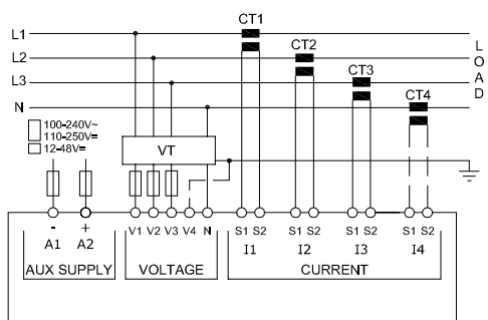 CT1
L1
CT2
L2
CT3
L3
CT4
N
LOAD
100-240V~
110-250V⎓
12-48V⎓
VT
- + V1 V2 V3 V4 N S1 S2 S1 S2 S1 S2 S1 S2
A1 A2 I1 I2 I3 I4
AUX SUPPLY VOLTAGE CURRENT